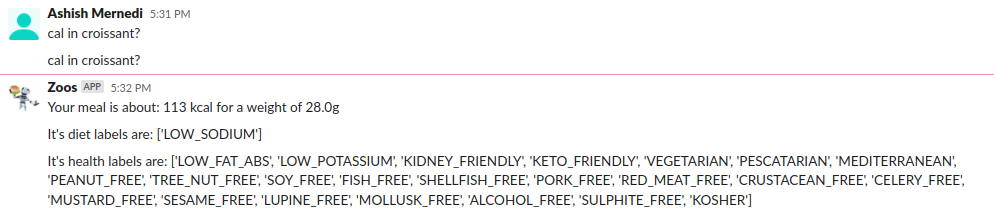 Ashish Mernedi 5:31 PM
cal in croissant?
cal in croissant?
Zoos APP 5:32 PM
Your meal is about: 113 kcal for a weight of 28.0g
It's diet labels are: ['LOW_SODIUM']
It's health labels are: ['LOW_FAT_ABS', 'LOW_POTASSIUM', 'KIDNEY_FRIENDLY', 'KETO_FRIENDLY', 'VEGETARIAN', 'PESCATARIAN', 'MEDITERRANEAN',
'PEANUT_FREE', 'TREE_NUT_FREE', 'SOY_FREE', 'FISH_FREE', 'SHELLFISH_FREE', 'PORK_FREE', 'RED_MEAT_FREE', 'CRUSTACEAN_FREE', 'CELERY_FREE',
'MUSTARD_FREE', 'SESAME_FREE', 'LUPINE_FREE', 'MOLLUSK_FREE', 'ALCOHOL_FREE', 'SULPHITE_FREE', 'KOSHER']